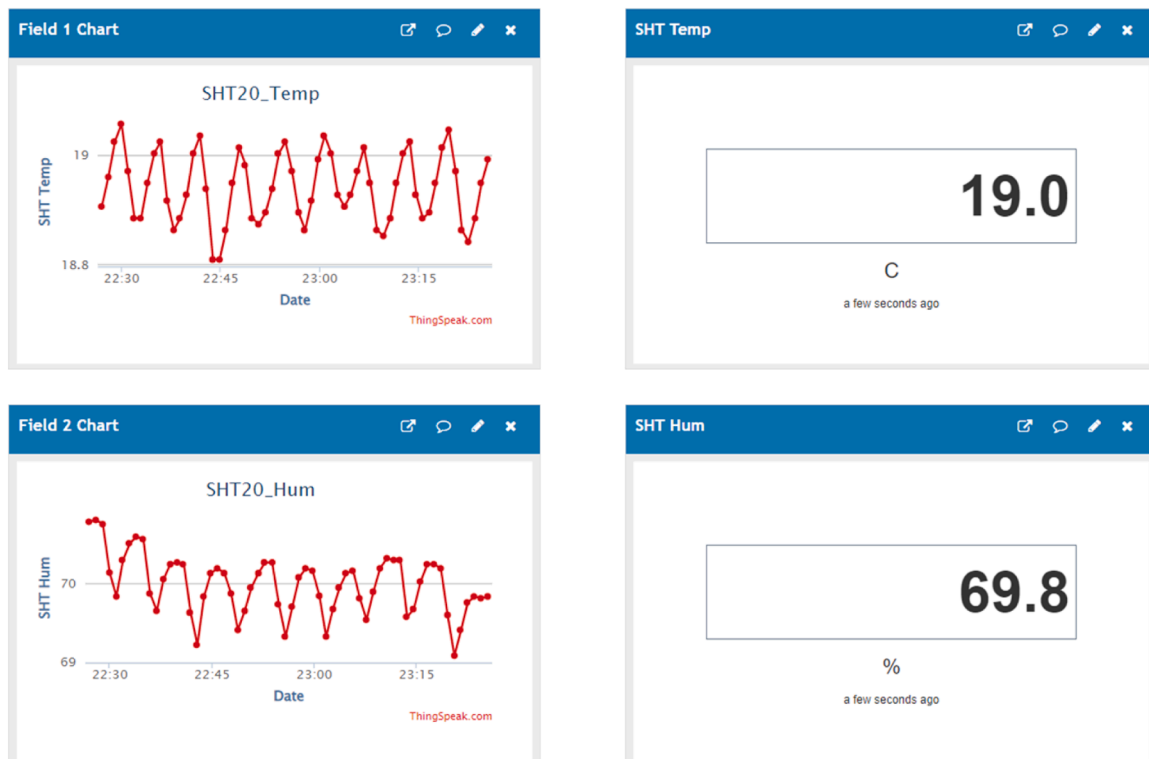 Field 1 Chart
SHT20_Temp
SHT Temp
19
18.8
22:30 22:45 23:00 23:15
Date
ThingSpeak.com
SHT Temp
19.0
C
a few seconds ago
Field 2 Chart
SHT20_Hum
SHT Hum
70
69
22:30 22:45 23:00 23:15
Date
ThingSpeak.com
SHT Hum
69.8
%
a few seconds ago